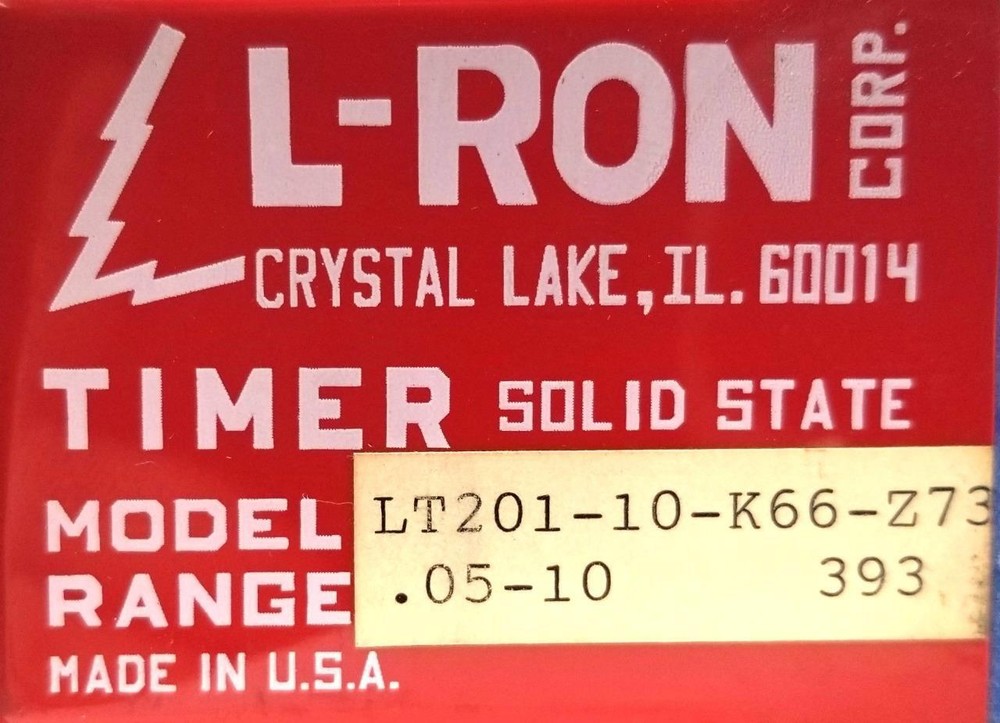 L-RON CORP.
CRYSTAL LAKE, IL. 60014
TIMER SOLID STATE
MODEL LT201-10-K66-Z73
RANGE .05-10 393
MADE IN U.S.A.